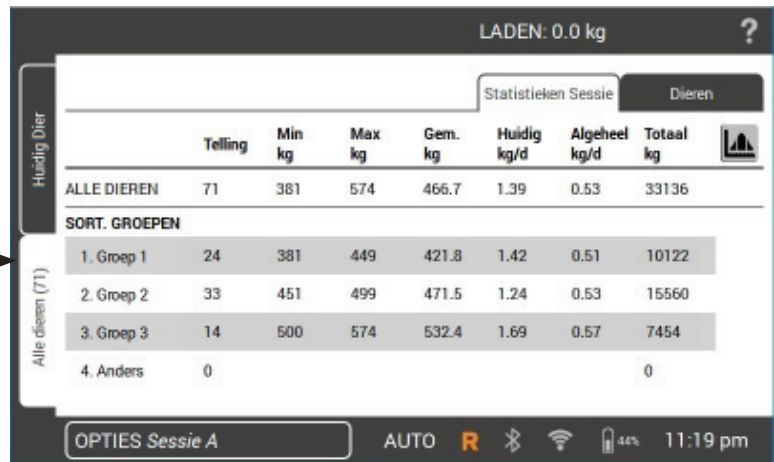 LADEN: 0.0 kg ?
Huidig Dier
Alle dieren (71)
Statistieken Sessie Dieren
Telling Min kg Max kg Gem. kg Huidig kg/d Algeheel kg/d Totaal kg
ALLE DIEREN 71 381 574 466.7 1.39 0.53 33136
SORT. GROEPEN
1. Groep 1 24 381 449 421.8 1.42 0.51 10122
2. Groep 2 33 451 499 471.5 1.24 0.53 15560
3. Groep 3 14 500 574 532.4 1.69 0.57 7454
4. Anders 0 0
OPTIES Sessie A AUTO R 44% 11:19 pm